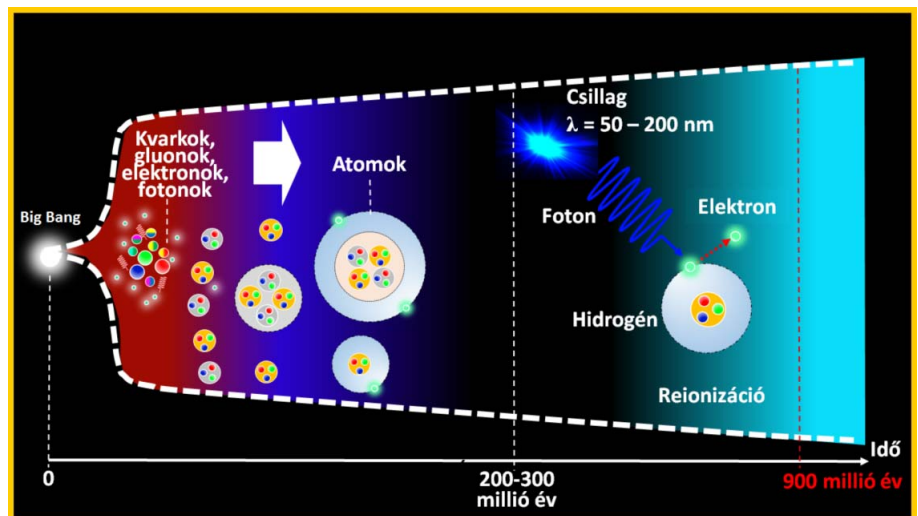 Big Bang
Kvarkok,
gluonok,
elektronok,
fotonok
Atomok
Csillag
λ = 50 – 200 nm
Foton
Elektron
Hidrogén
Reionizáció
Idő
0
200-300
millió év
900 millió év